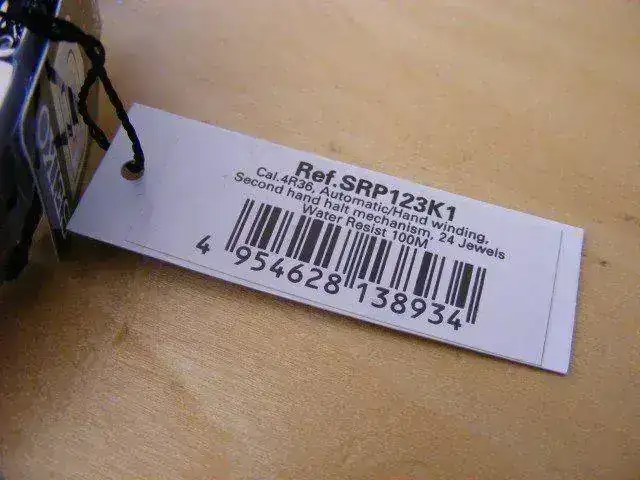 Ref.SRP123K1
Cal.4R36, Automatic/Hand winding,
Second hand halt mechanism, 24 Jewels
Water Resist 100M
4 954628 138934